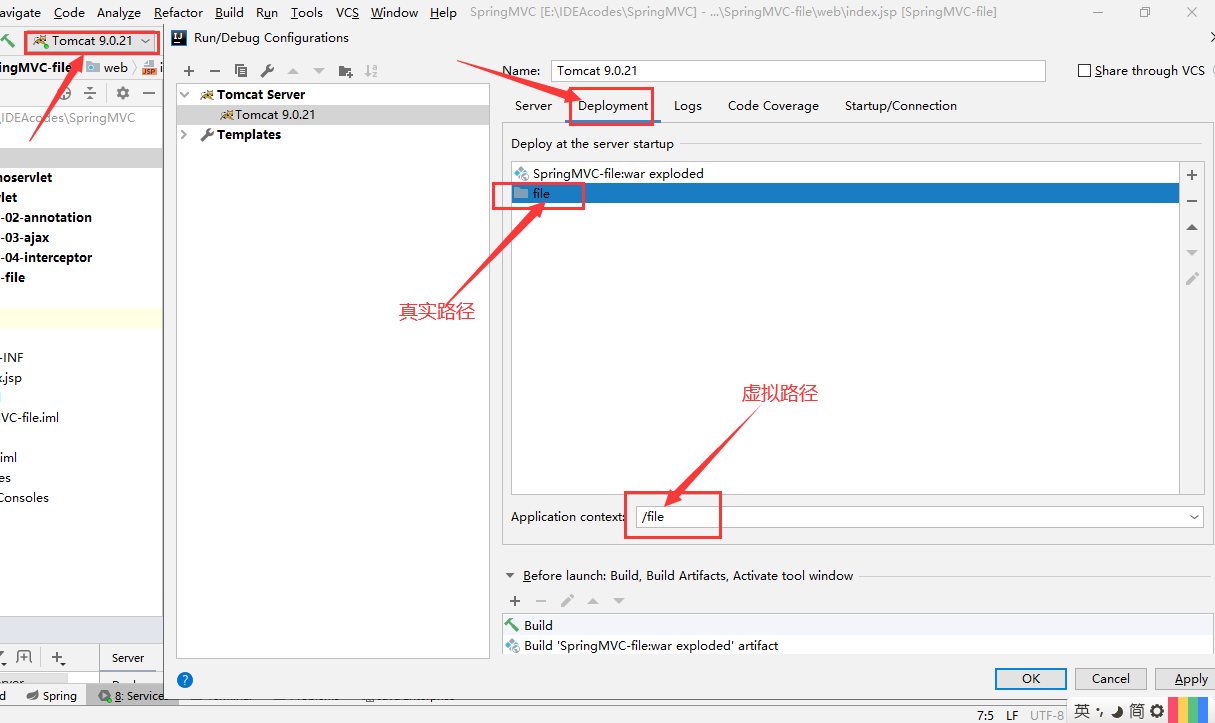 avigate Code Analyze Refactor Build Run Tools VCS Window Help SpringMVC [E:\IDEAcodes\SpringMVC] - ...\SpringMVC-file\web\index.jsp [SpringMVC-file]
Tomcat 9.0.21
ingMVC-file web
IDEAcodes\SpringMVC
noservlet
let
-02-annotation
-03-ajax
-04-interceptor
-file
-INF
x.jsp
VC-file.iml
iml
es
Consoles
Server
Spring 8: Service
Run/Debug Configurations
Tomcat Server
Tomcat 9.0.21
Templates
Name: Tomcat 9.0.21 Share through VCS
Server Deployment Logs Code Coverage Startup/Connection
Deploy at the server startup
SpringMVC-file:war exploded
file
真实路径
虚拟路径
Application context: /file
Before launch: Build, Build Artifacts, Activate tool window
Build
Build 'SpringMVC-file:war exploded' artifact
OK Cancel Apply
7:5 LF UTF-8 英 简